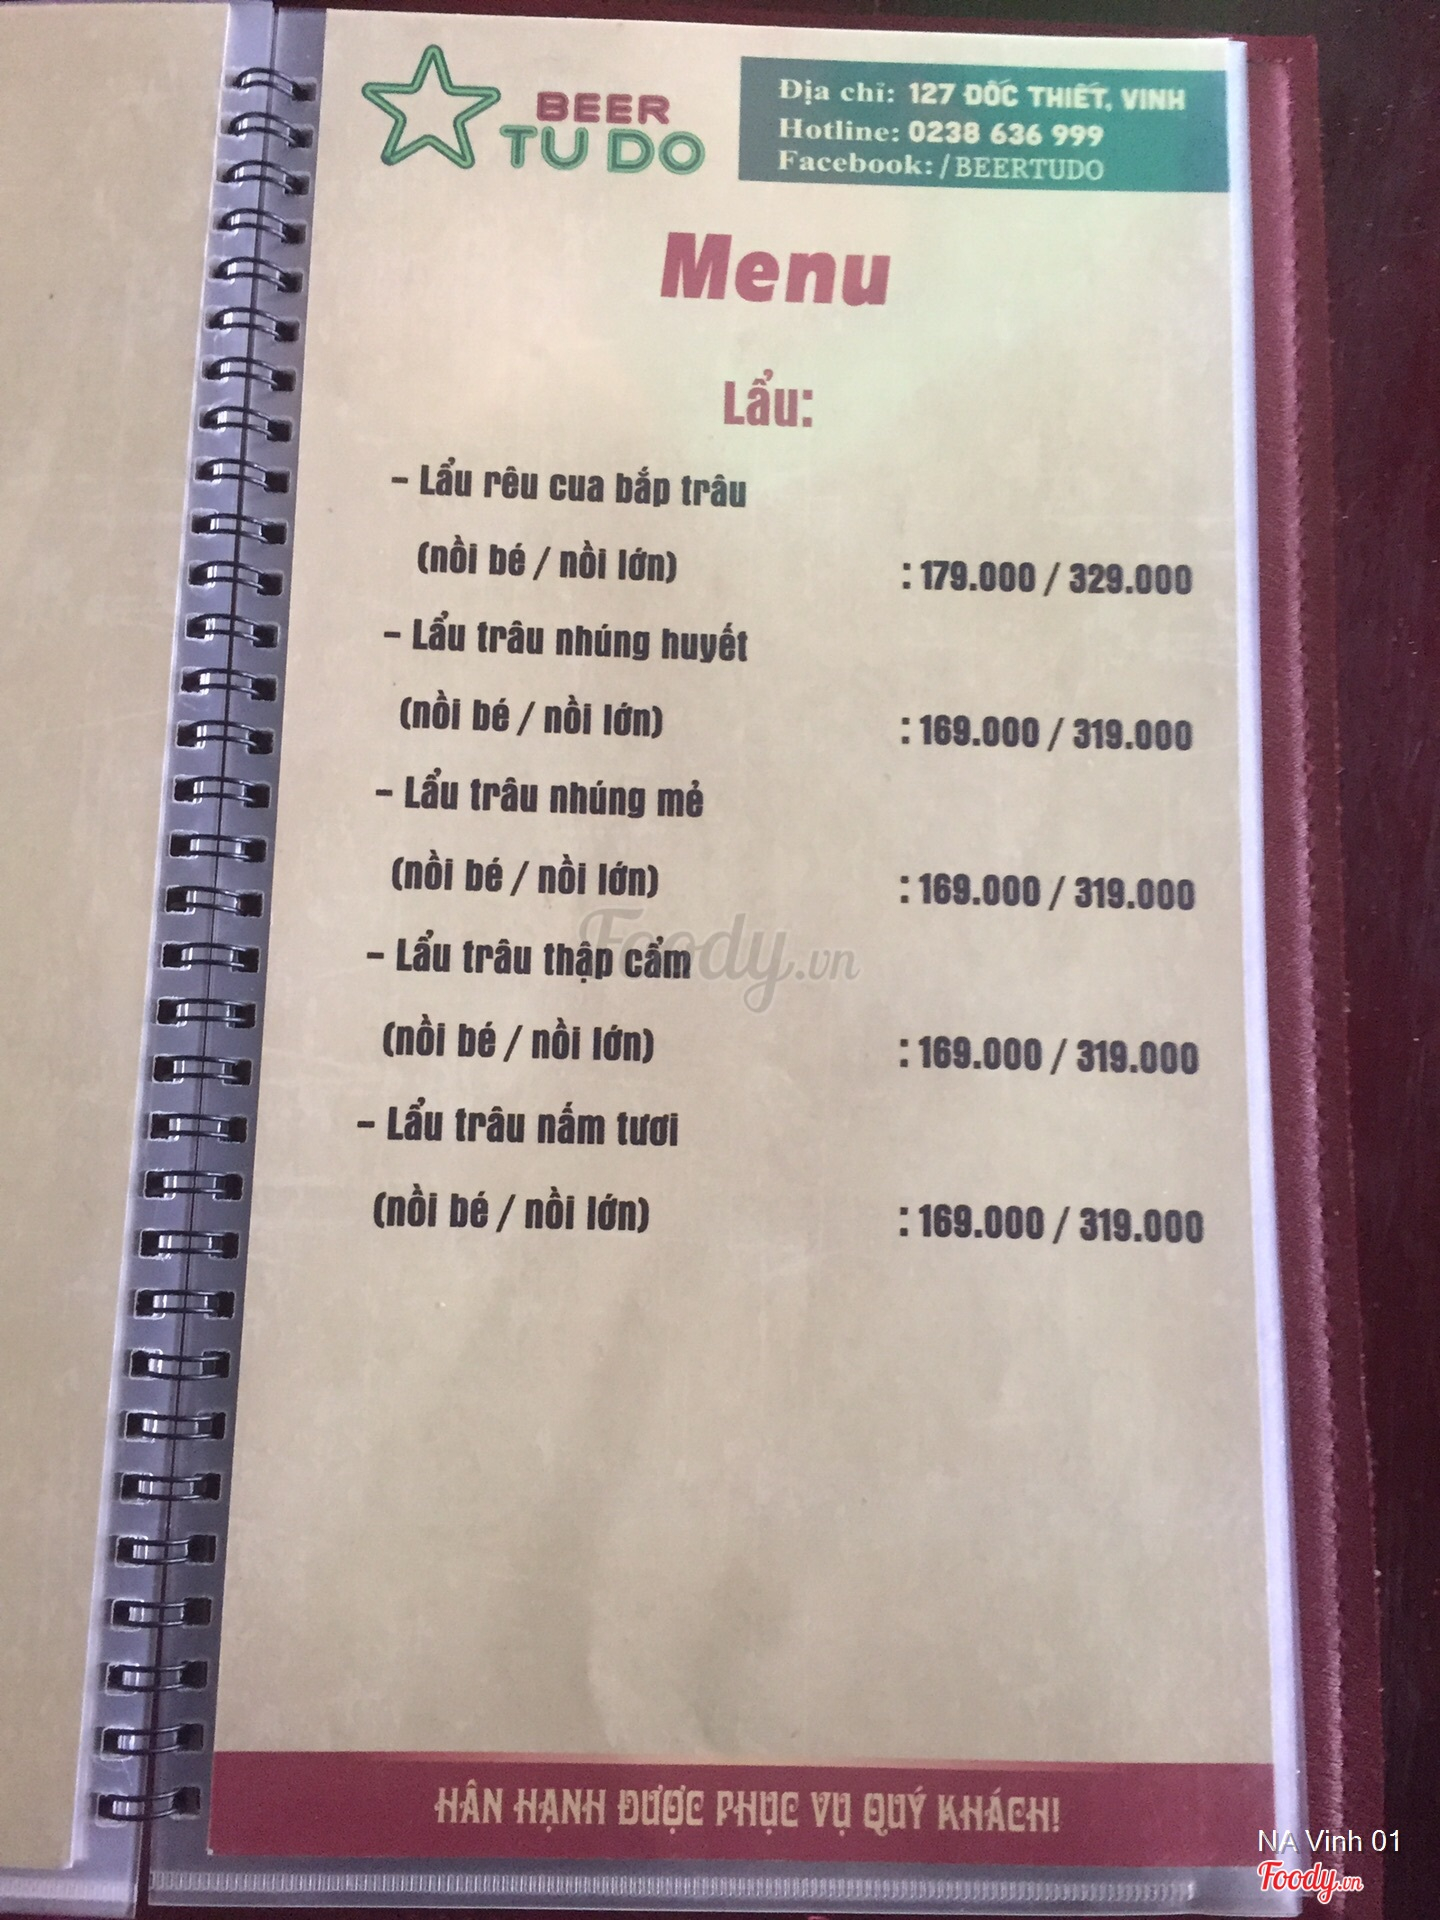 BEER
TU DO
Địa chỉ: 127 ĐỐC THIẾT, VINH
Hotline: 0238 636 999
Facebook: /BEERTUDO
Menu
Lẩu:
- Lẩu rêu cua bắp trâu
(nồi bé / nồi lớn) : 179.000 / 329.000
- Lẩu trâu nhúng huyết
(nồi bé / nồi lớn) : 169.000 / 319.000
- Lẩu trâu nhúng mẻ
(nồi bé / nồi lớn) : 169.000 / 319.000
- Lẩu trâu thập cẩm
(nồi bé / nồi lớn) : 169.000 / 319.000
- Lẩu trâu nấm tươi
(nồi bé / nồi lớn) : 169.000 / 319.000
Foody.vn
HÂN HẠNH ĐƯỢC PHỤC VỤ QUÝ KHÁCH!
NA Vinh 01
Foody.vn